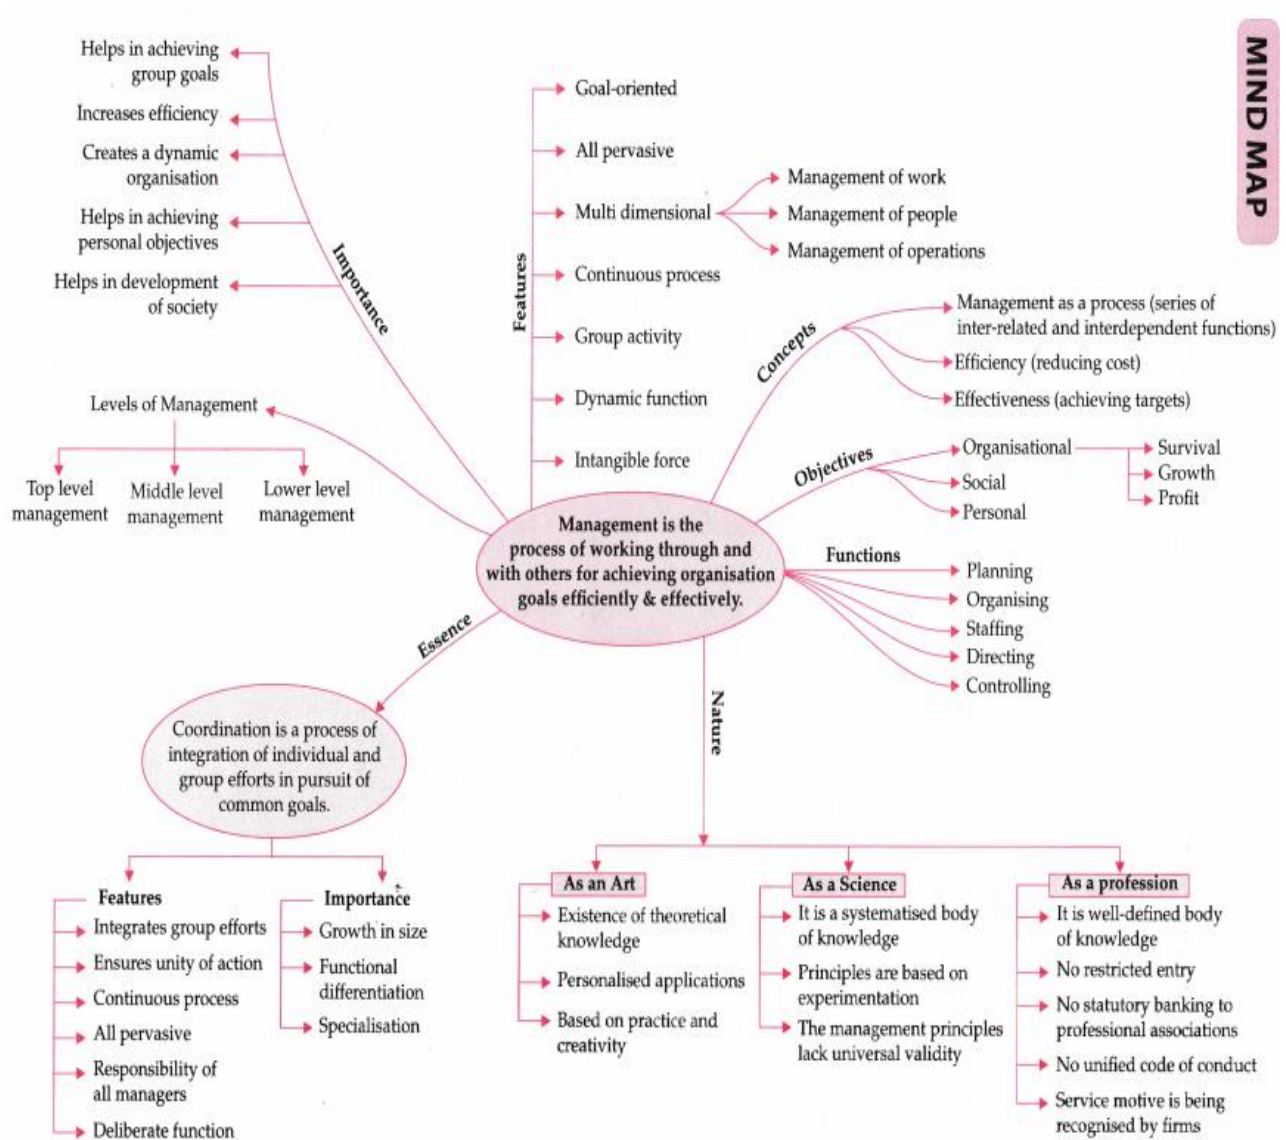 MIND MAP
Helps in achieving
group goals
Increases efficiency
Creates a dynamic
organisation
Helps in achieving
personal objectives
Helps in development
of society
Importance
Features
Goal-oriented
All pervasive
Multi dimensional
Management of work
Management of people
Management of operations
Continuous process
Group activity
Dynamic function
Intangible force
Concepts
Management as a process (series of
inter-related and interdependent functions)
Efficiency (reducing cost)
Effectiveness (achieving targets)
Objectives
Organisational
Survival
Growth
Profit
Social
Personal
Functions
Planning
Organising
Staffing
Directing
Controlling
Levels of Management
Top level
management
Middle level
management
Lower level
management
Management is the
process of working through and
with others for achieving organisation
goals efficiently & effectively.
Essence
Coordination is a process of
integration of individual and
group efforts in pursuit of
common goals.
Features
Integrates group efforts
Ensures unity of action
Continuous process
All pervasive
Responsibility of
all managers
Deliberate function
Importance
Growth in size
Functional
differentiation
Specialisation
Nature
As an Art
Existence of theoretical
knowledge
Personalised applications
Based on practice and
creativity
As a Science
It is a systematised body
of knowledge
Principles are based on
experimentation
The management principles
lack universal validity
As a profession
It is well-defined body
of knowledge
No restricted entry
No statutory banking to
professional associations
No unified code of conduct
Service motive is being
recognised by firms